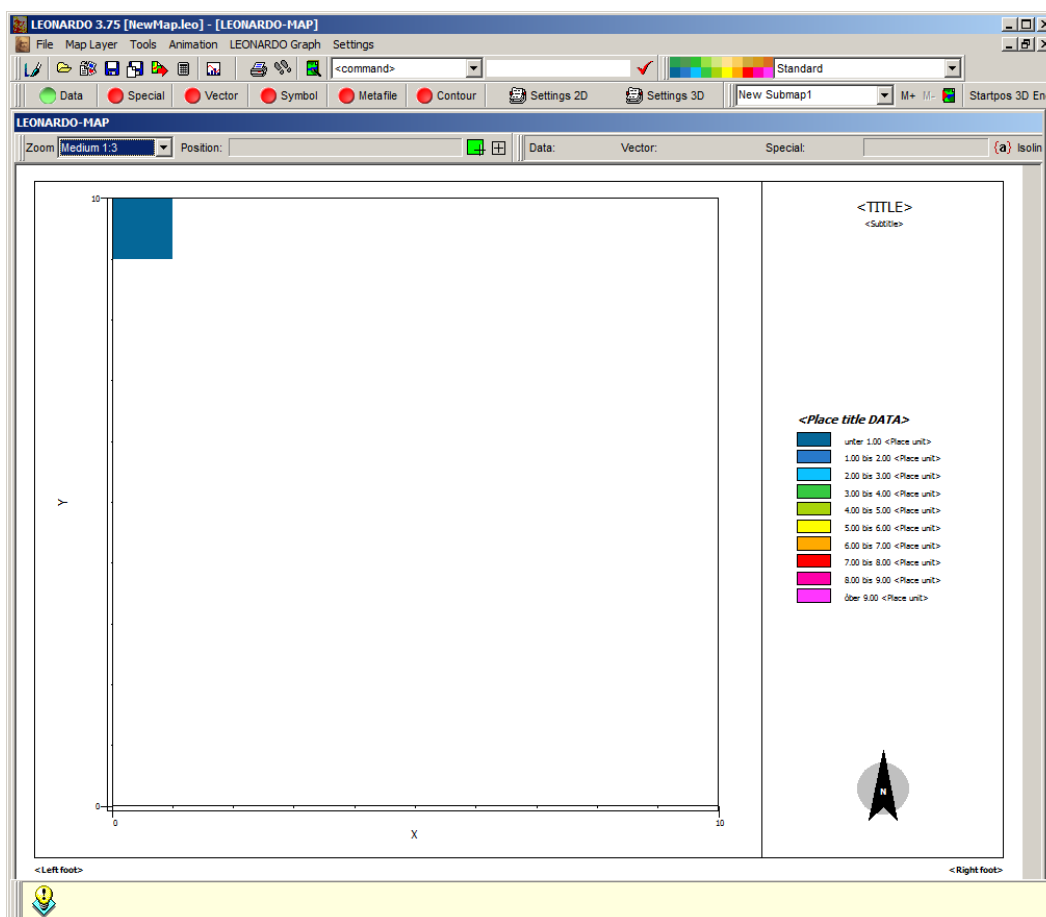 LEONARDO 3.75 [NewMap.leo] - [LEONARDO-MAP]
File Map Layer Tools Animation LEONARDO Graph Settings
<command> Standard
Data Special Vector Symbol Metafile Contour Settings 2D Settings 3D New Submap1 M+ M- Startpos 3D En
LEONARDO-MAP
Zoom Medium 1:3 Position: Data: Vector: Special: {a} Isolin
<TITLE>
<Subtitle>
10
Y
0
0
10
X
<Place title DATA>
unter 1.00 <Place unit>
1.00 bis 2.00 <Place unit>
2.00 bis 3.00 <Place unit>
3.00 bis 4.00 <Place unit>
4.00 bis 5.00 <Place unit>
5.00 bis 6.00 <Place unit>
6.00 bis 7.00 <Place unit>
7.00 bis 8.00 <Place unit>
8.00 bis 9.00 <Place unit>
ôber 9.00 <Place unit>
N
<Left foot>
<Right foot>